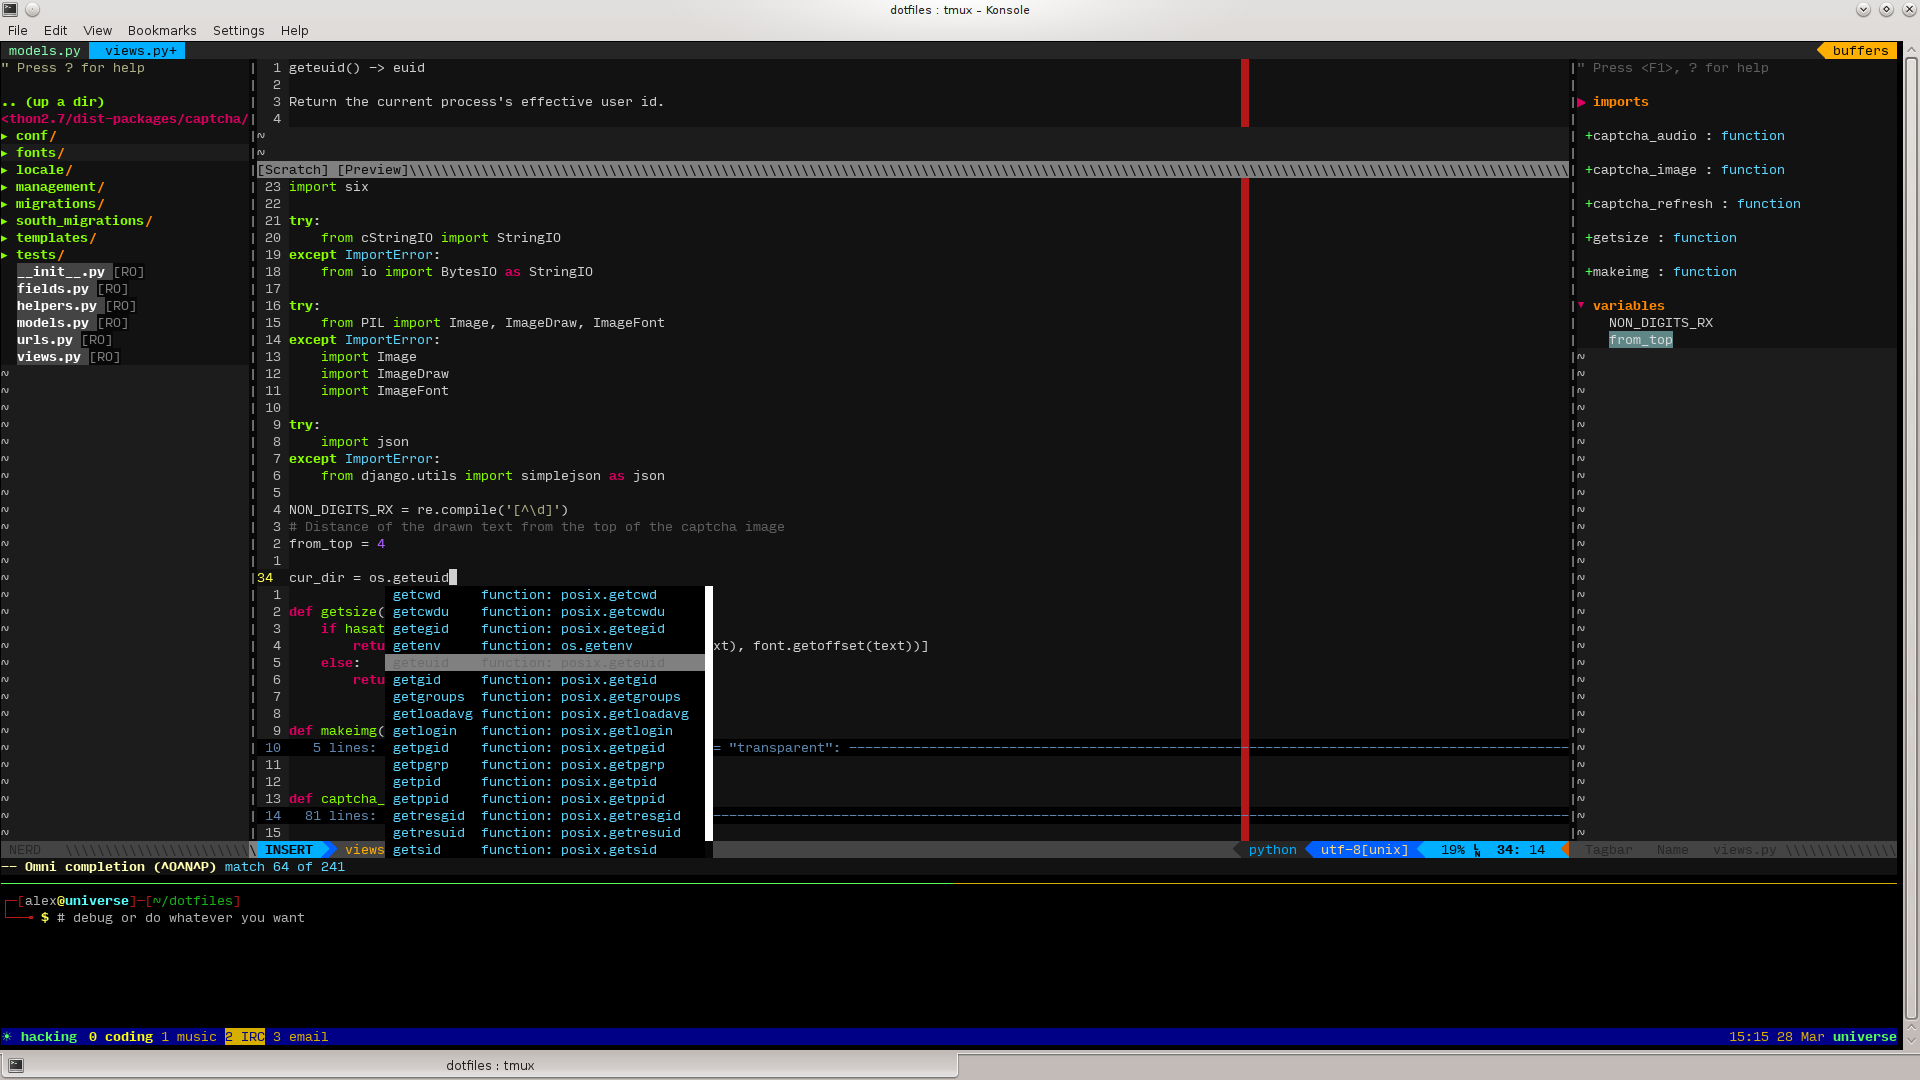 dotfiles : tmux – Konsole
File Edit View Bookmarks Settings Help
models.py views.py+ buffers
" Press ? for help
.. (up a dir)
<thon2.7/dist-packages/captcha/
▸ conf/
▸ fonts/
▸ locale/
▸ management/
▸ migrations/
▸ south_migrations/
▸ templates/
▸ tests/
__init__.py [RO]
fields.py [RO]
helpers.py [RO]
models.py [RO]
urls.py [RO]
views.py [RO]
NERD
1 geteuid() -> euid
2
3 Return the current process's effective user id.
4
[Scratch] [Preview]
23 import six
22
21 try:
20     from cStringIO import StringIO
19 except ImportError:
18     from io import BytesIO as StringIO
17
16 try:
15     from PIL import Image, ImageDraw, ImageFont
14 except ImportError:
13     import Image
12     import ImageDraw
11     import ImageFont
10
9 try:
8     import json
7 except ImportError:
6     from django.utils import simplejson as json
5
4 NON_DIGITS_RX = re.compile('[^\d]')
3 # Distance of the drawn text from the top of the captcha image
2 from_top = 4
1
34 cur_dir = os.geteuid
1
2 def getsize(
3     if hasat
4         retu xt), font.getoffset(text))]
5     else:
6         retu
7
8
9 def makeimg(
10    5 lines: = "transparent":
11
12
13 def captcha_
14   81 lines:
15
getcwd function: posix.getcwd
getcwdu function: posix.getcwdu
getegid function: posix.getegid
getenv function: os.getenv
geteuid function: posix.geteuid
getgid function: posix.getgid
getgroups function: posix.getgroups
getloadavg function: posix.getloadavg
getlogin function: posix.getlogin
getpgid function: posix.getpgid
getpgrp function: posix.getpgrp
getpid function: posix.getpid
getppid function: posix.getppid
getresgid function: posix.getresgid
getresuid function: posix.getresuid
getsid function: posix.getsid
INSERT views python utf-8[unix] 19% 34: 14
" Press <F1>, ? for help
▶ imports
+captcha_audio : function
+captcha_image : function
+captcha_refresh : function
+getsize : function
+makeimg : function
▼ variables
NON_DIGITS_RX
from_top
Tagbar Name views.py
-- Omni completion (^O^N^P) match 64 of 241
[alex@universe]-[~/dotfiles]
$ # debug or do whatever you want
hacking 0 coding 1 music 2 IRC 3 email 15:15 28 Mar universe
dotfiles : tmux